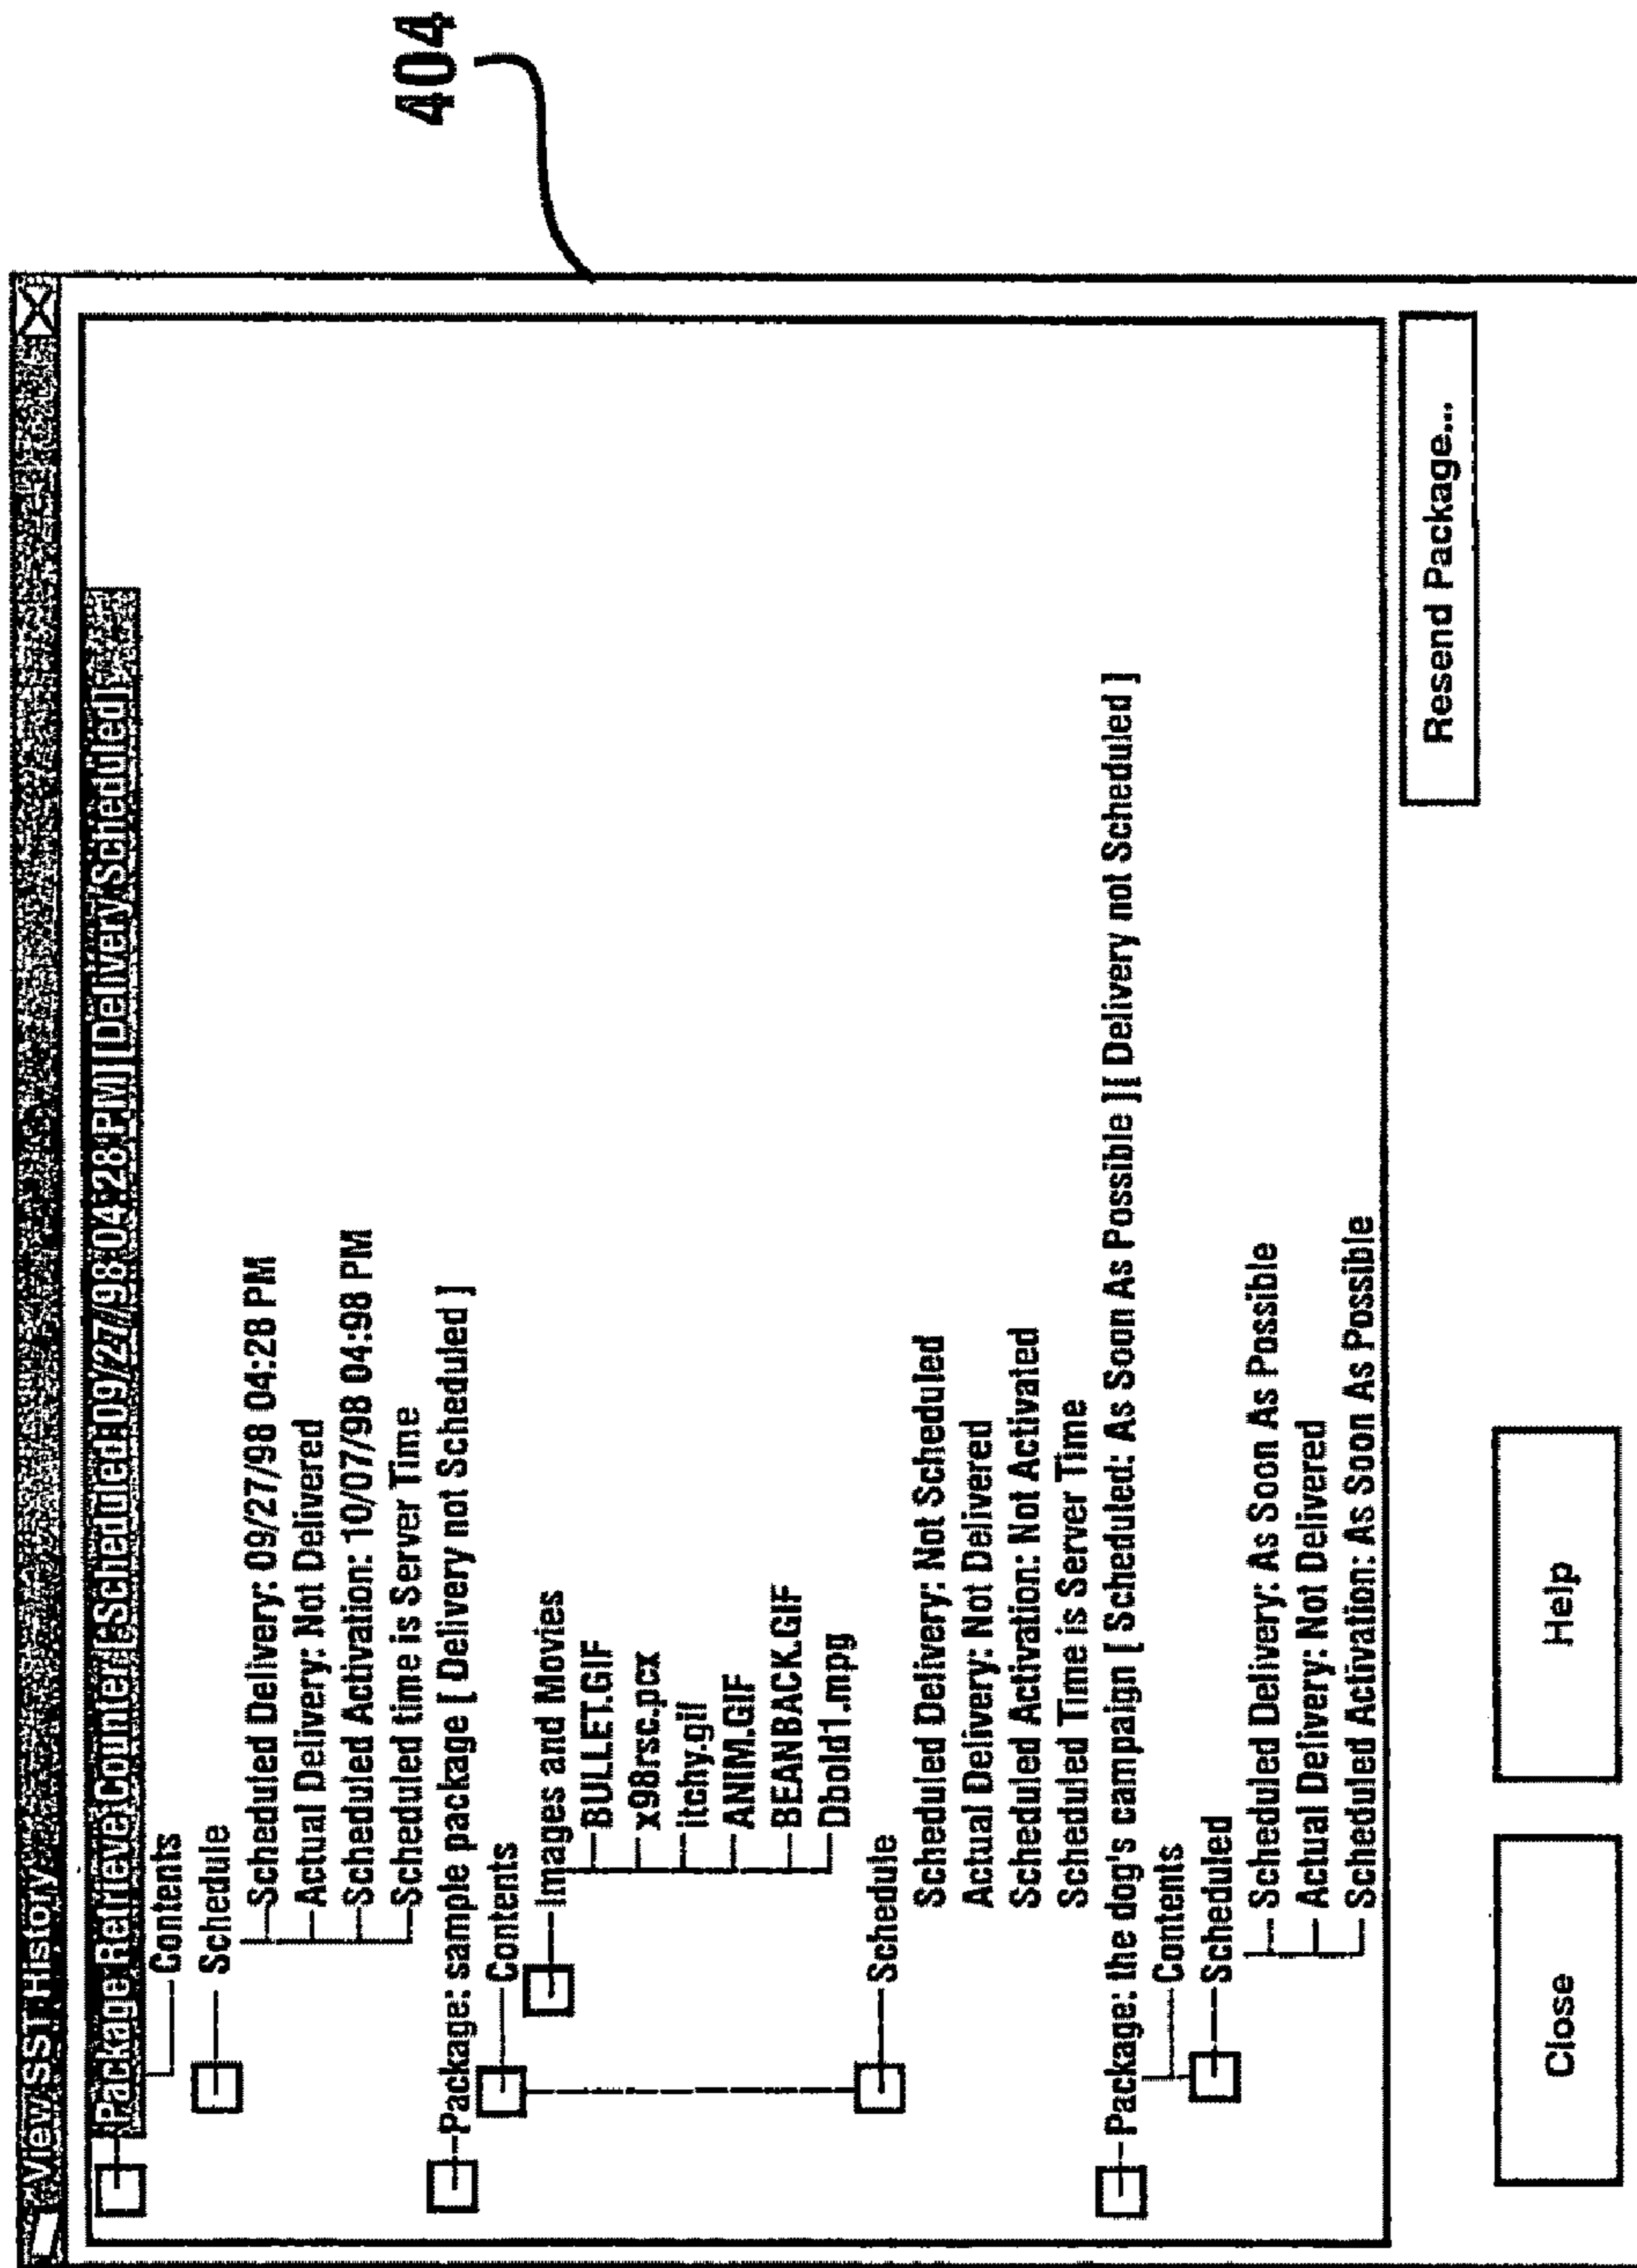 404
View SST History
Package Retrieve Counter [ Scheduled: 09/27/98 04:28 PM ] [ Delivery Scheduled ]
Contents
Schedule
Scheduled Delivery: 09/27/98 04:28 PM
Actual Delivery: Not Delivered
Scheduled Activation: 10/07/98 04:98 PM
Scheduled time is Server Time
Package: sample package [ Delivery not Scheduled ]
Contents
Images and Movies
BULLET.GIF
x98rsc.pcx
itchy.gif
ANIM.GIF
BEANBACK.GIF
Dbold1.mpg
Schedule
Scheduled Delivery: Not Scheduled
Actual Delivery: Not Delivered
Scheduled Activation: Not Activated
Scheduled Time is Server Time
Package: the dog's campaign [ Scheduled: As Soon As Possible ] [ Delivery not Scheduled ]
Contents
Scheduled
Scheduled Delivery: As Soon As Possible
Actual Delivery: Not Delivered
Scheduled Activation: As Soon As Possible
Resend Package...
Close
Help